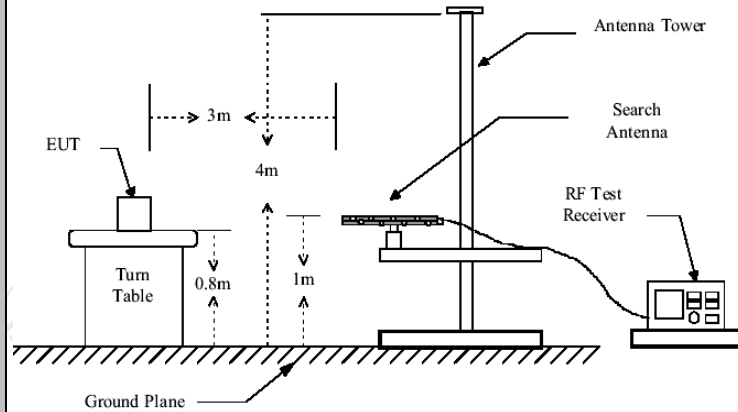 Antenna Tower
3m
Search
Antenna
EUT
4m
RF Test
Receiver
Turn
Table
0.8m
1m
Ground Plane